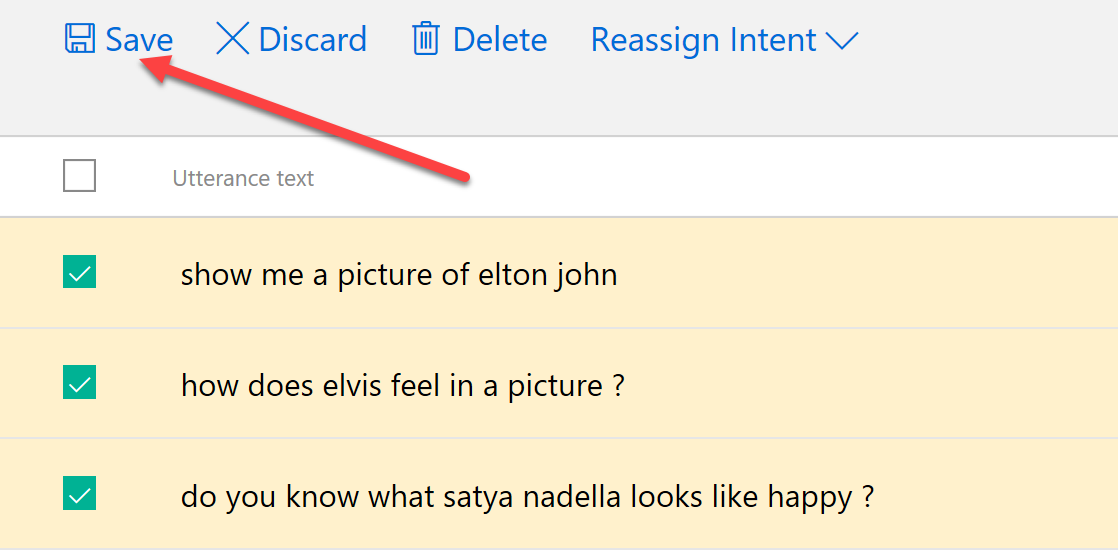 Save Discard Delete Reassign Intent
Utterance text
show me a picture of elton john
how does elvis feel in a picture ?
do you know what satya nadella looks like happy ?